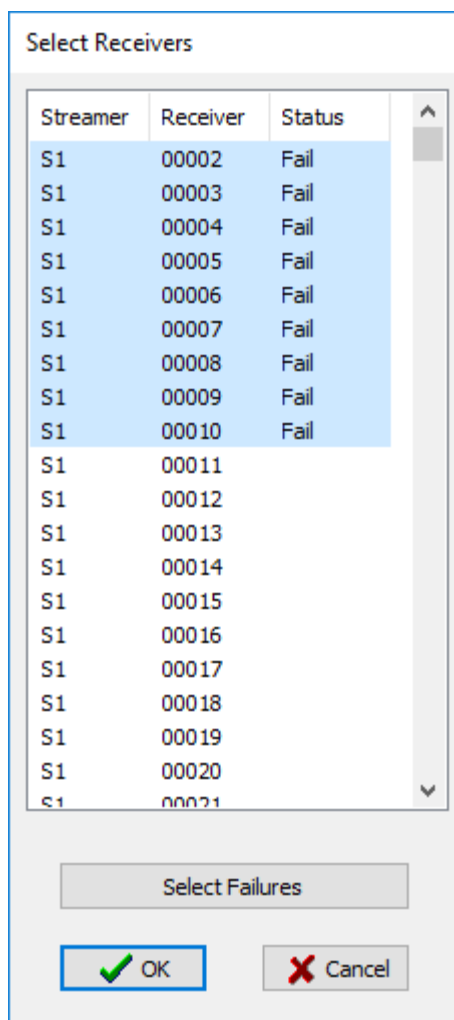 Select Receivers
Streamer Receiver Status
S1 00002 Fail
S1 00003 Fail
S1 00004 Fail
S1 00005 Fail
S1 00006 Fail
S1 00007 Fail
S1 00008 Fail
S1 00009 Fail
S1 00010 Fail
S1 00011
S1 00012
S1 00013
S1 00014
S1 00015
S1 00016
S1 00017
S1 00018
S1 00019
S1 00020
S1 00021
Select Failures
OK Cancel